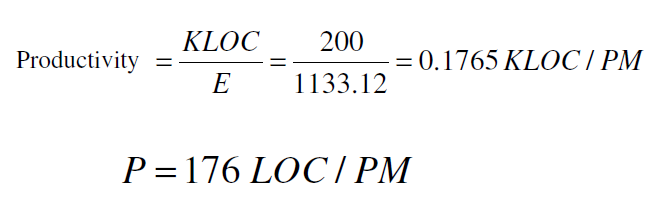 Productivity = KLOC / E = 200 / 1133.12 = 0.1765 KLOC / PM
P = 176 LOC / PM